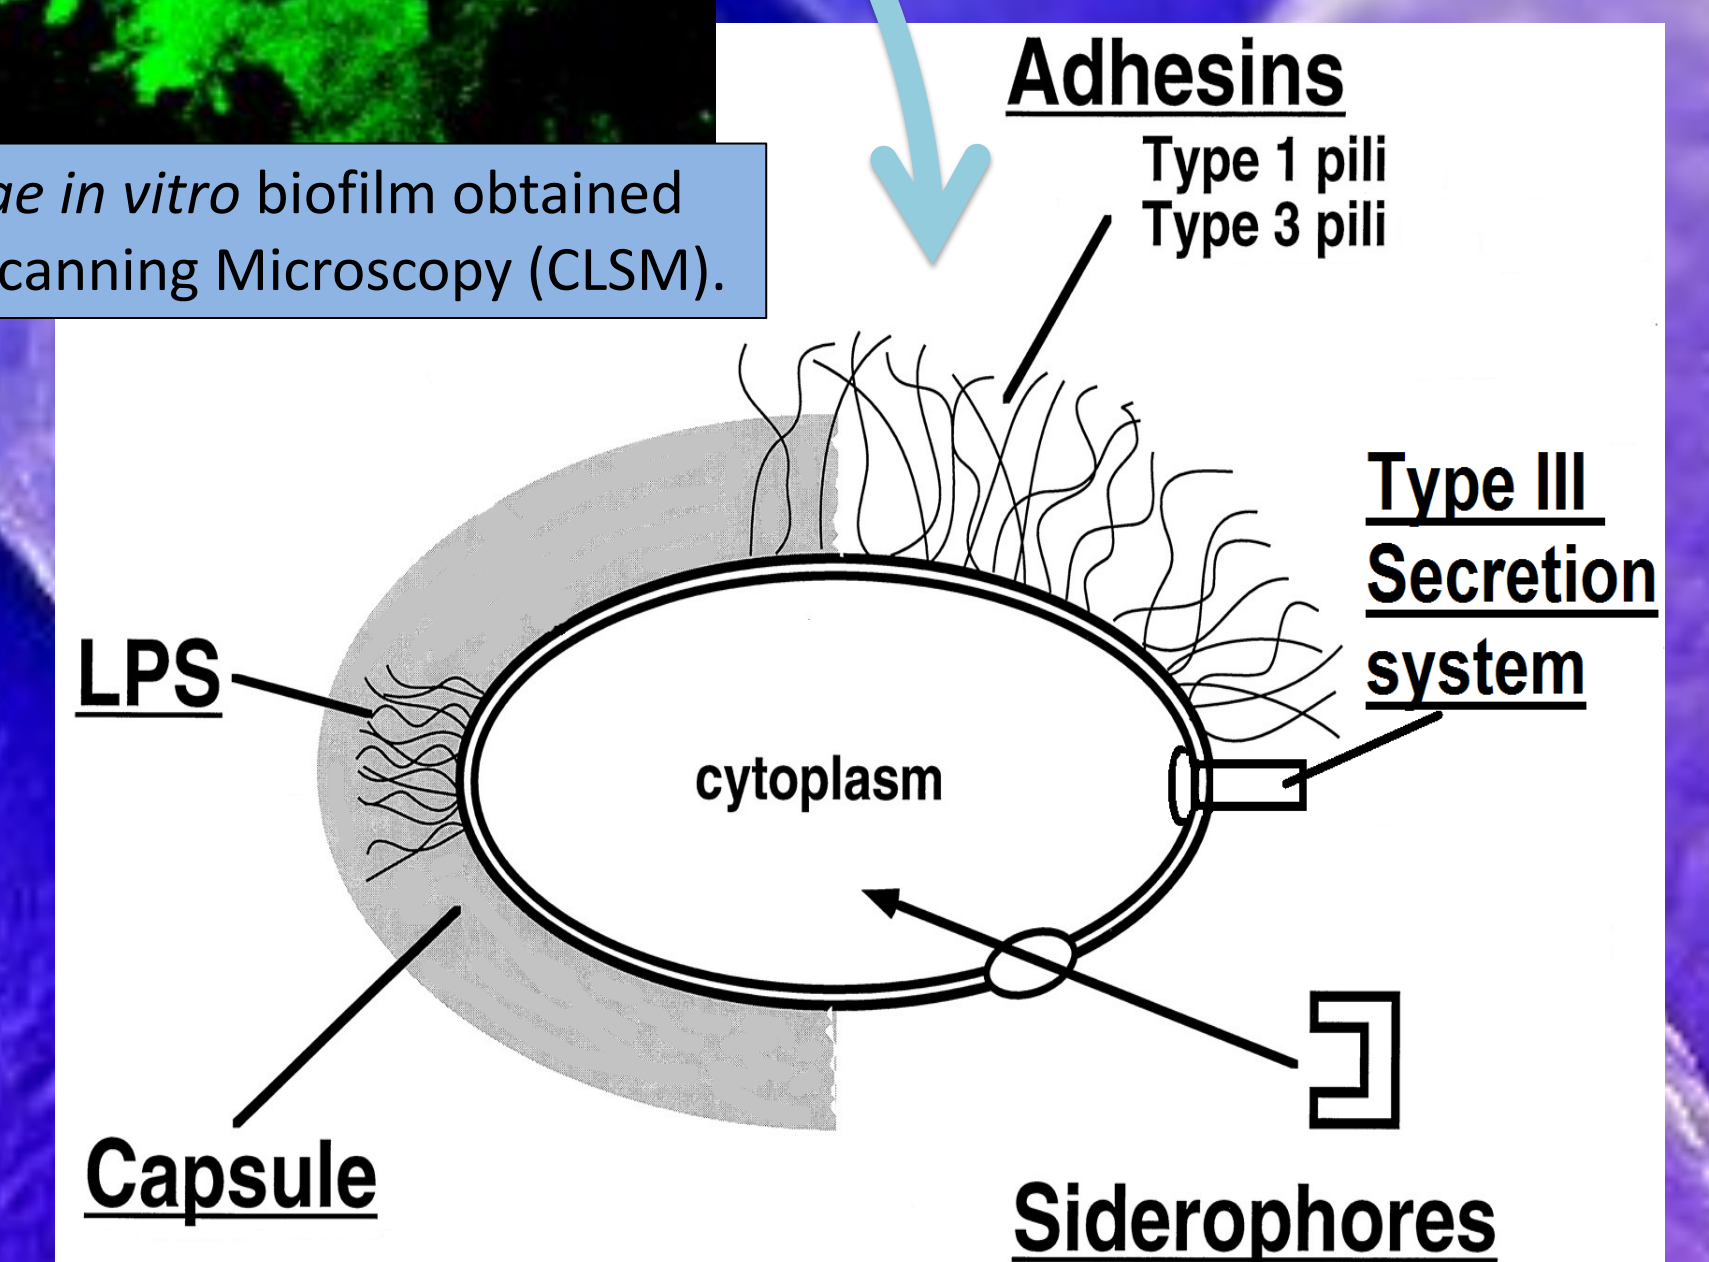 ae in vitro biofilm obtained
canning Microscopy (CLSM).
Adhesins
Type 1 pili
Type 3 pili
Type III
Secretion
system
LPS
cytoplasm
Capsule
Siderophores